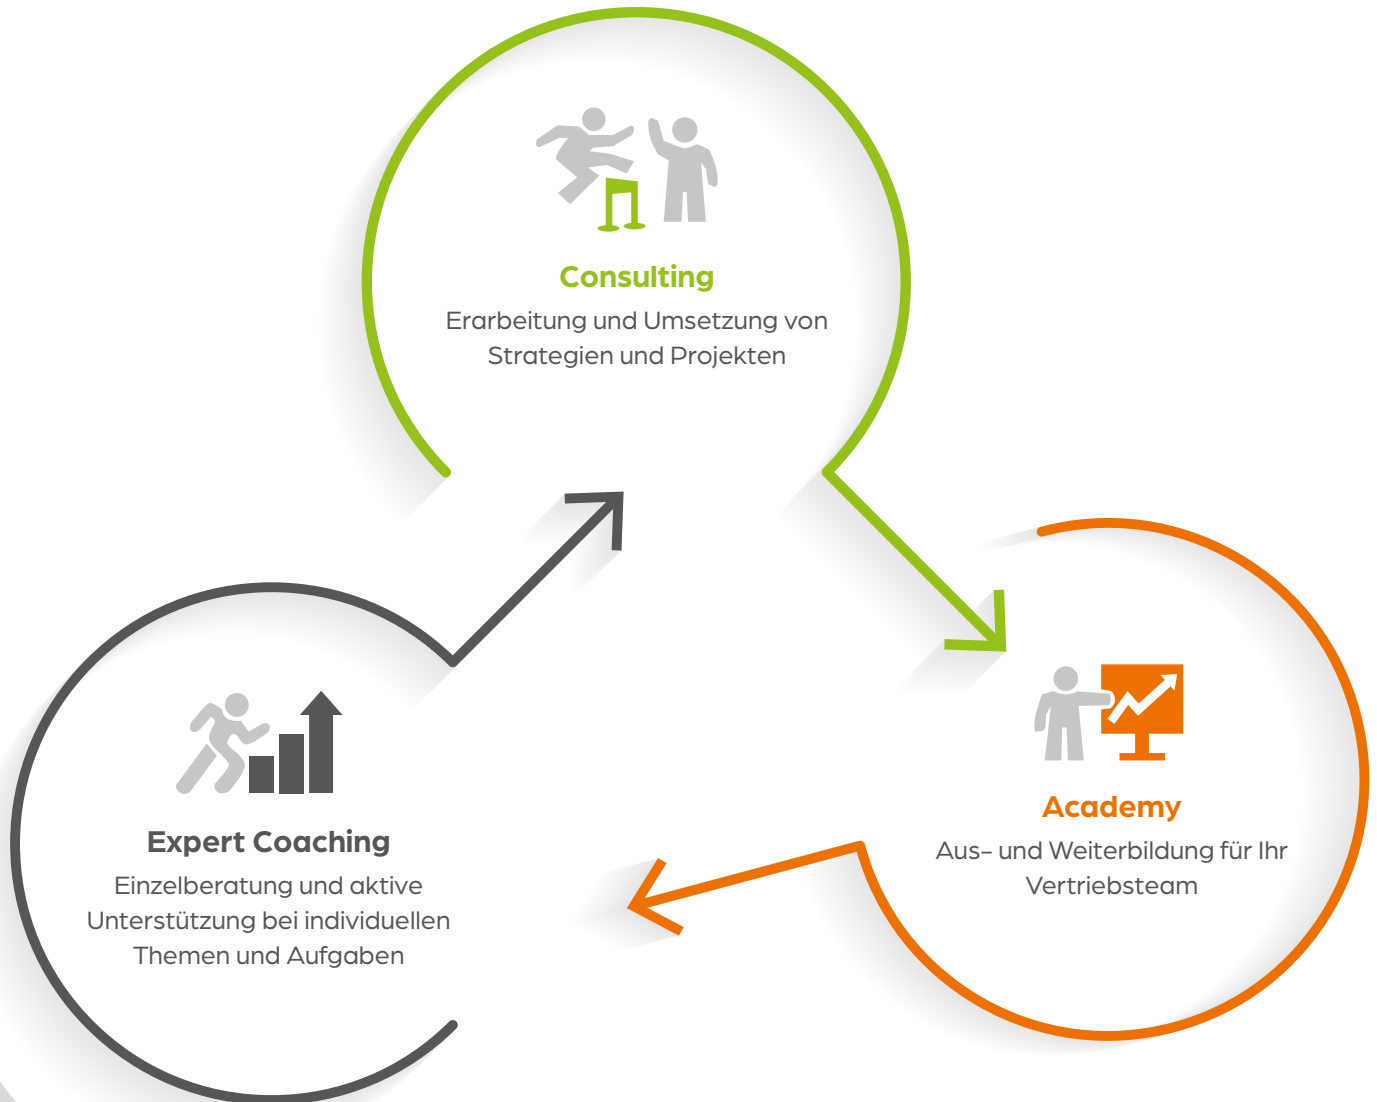 Consulting
Erarbeitung und Umsetzung von
Strategien und Projekten
Academy
Aus- und Weiterbildung für Ihr
Vertriebsteam
Expert Coaching
Einzelberatung und aktive
Unterstützung bei individuellen
Themen und Aufgaben